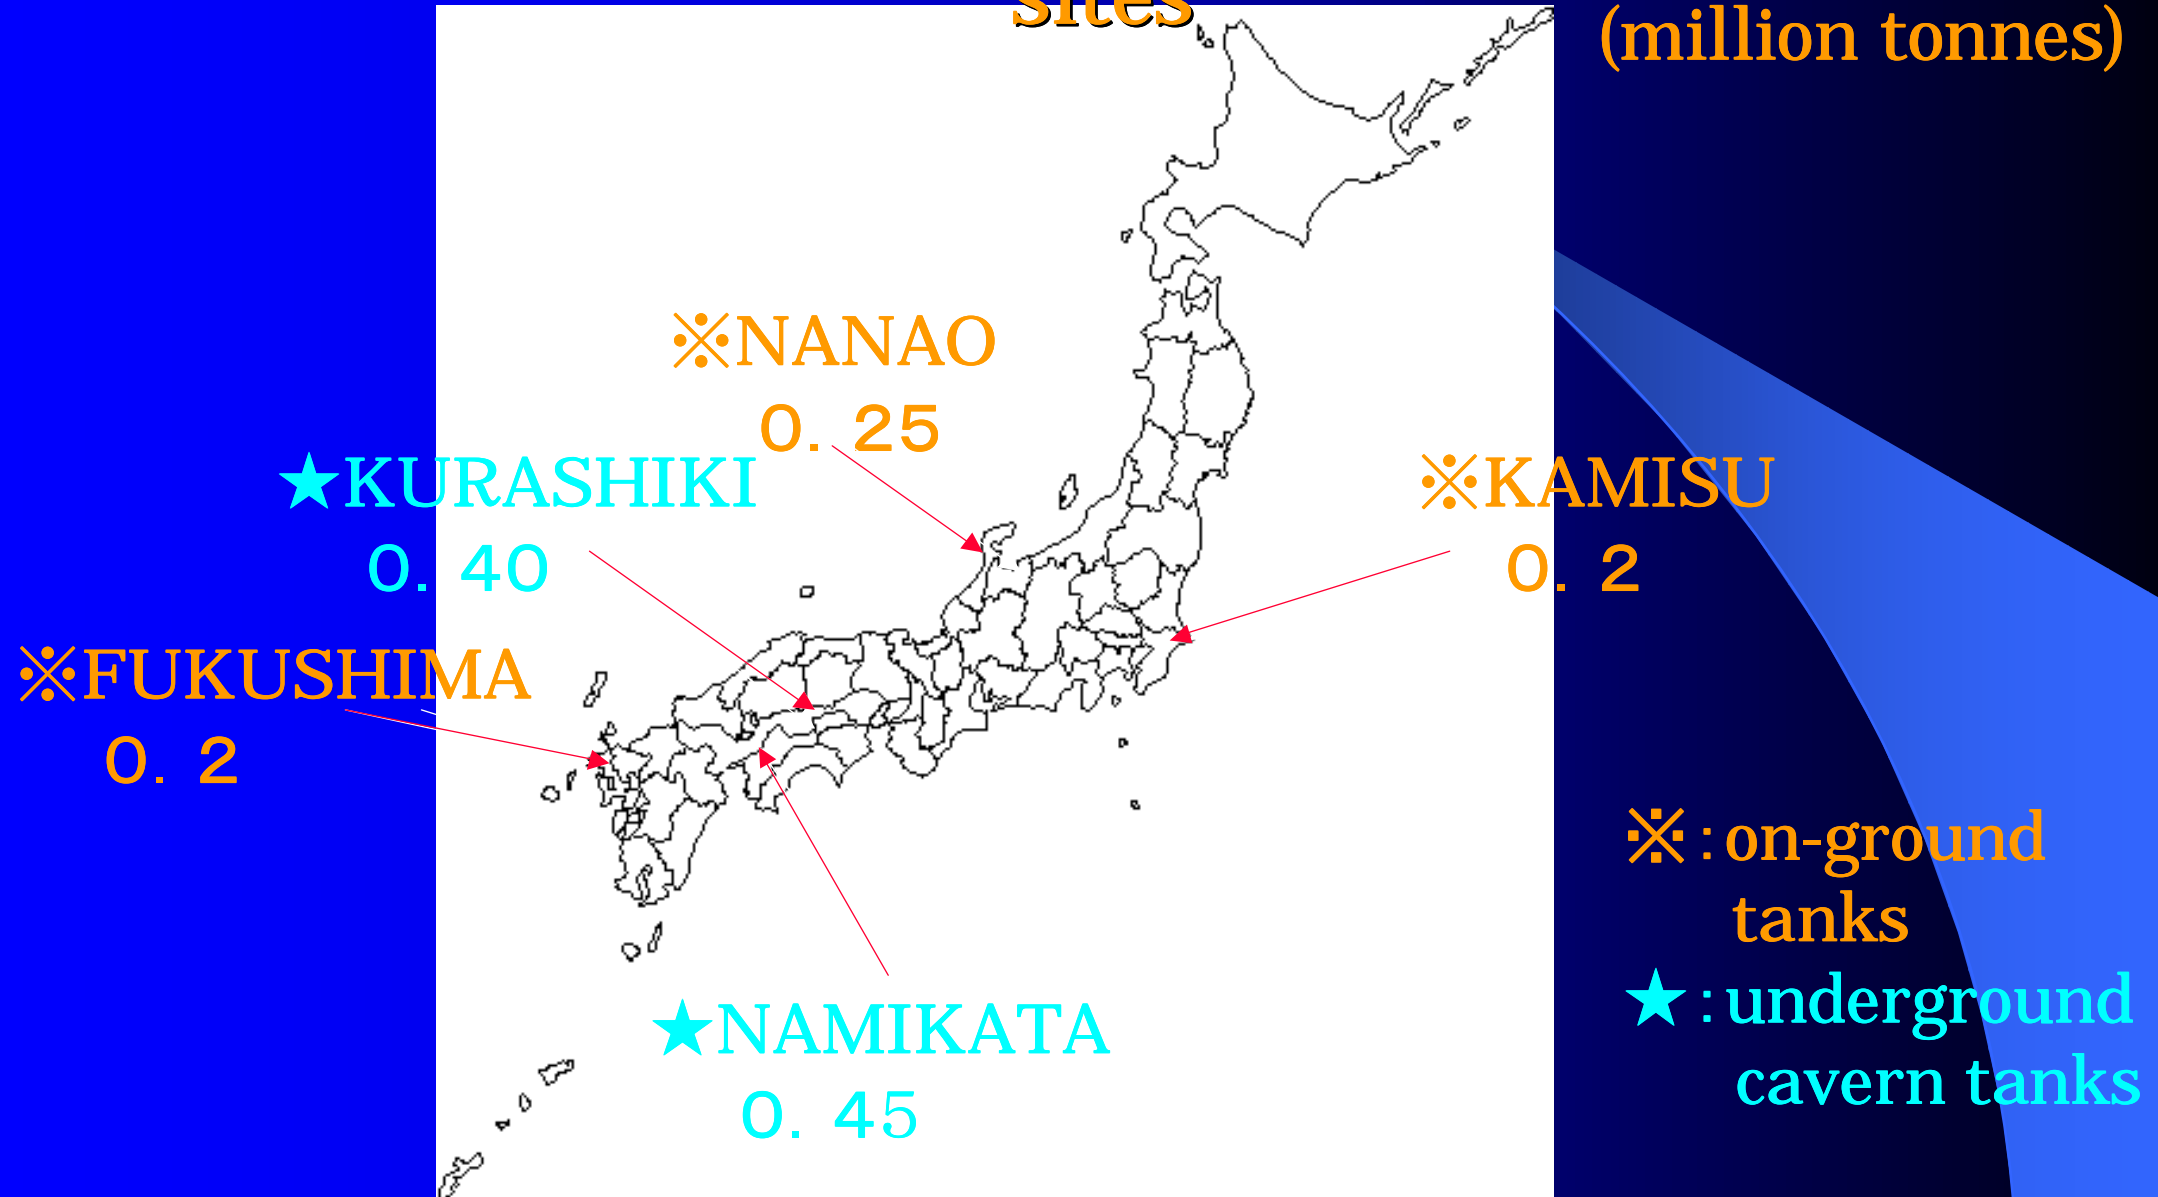 sites
(million tonnes)
※NANAO
0. 25
★KURASHIKI
0. 40
※KAMISU
0. 2
※FUKUSHIMA
0. 2
★NAMIKATA
0. 45
※:on-ground
tanks
★:underground
cavern tanks